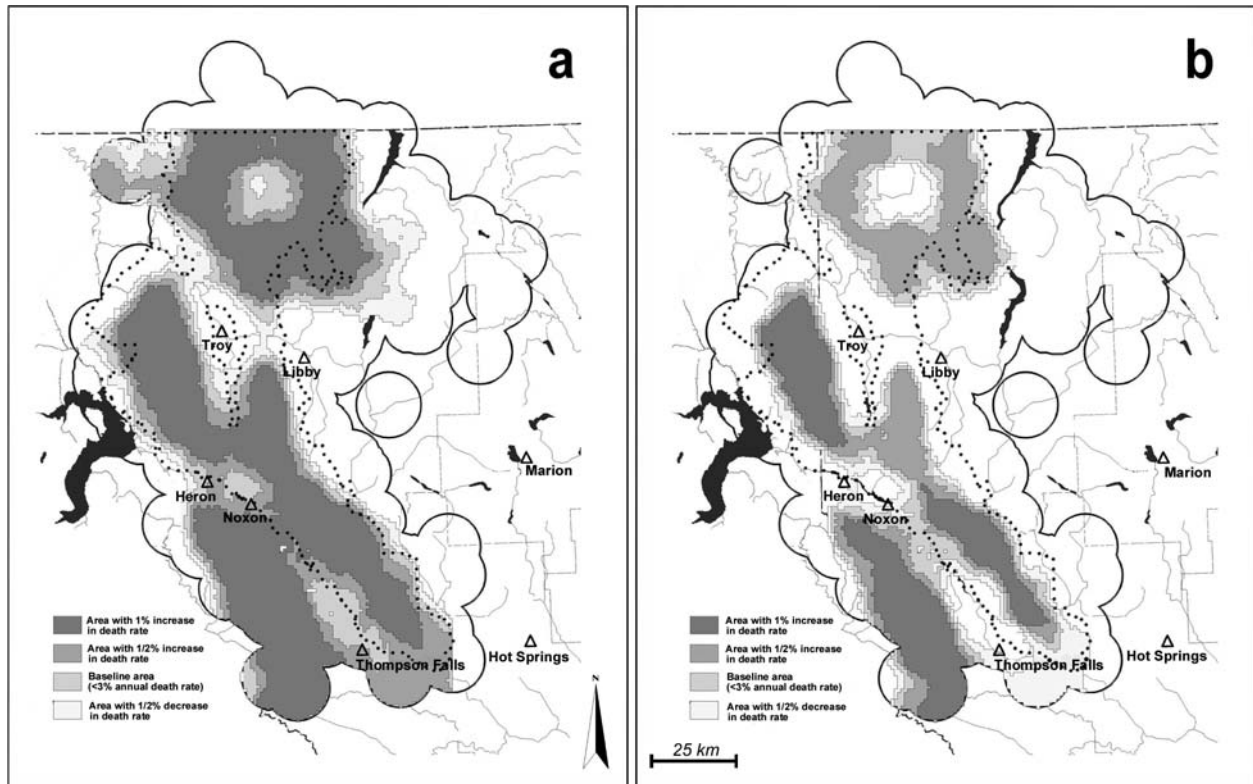 a
Troy
Libby
Marion
Heron
Noxon
Thompson Falls
Hot Springs
Area with 1% increase
in death rate
Area with 1/2% increase
in death rate
Baseline area
(<3% annual death rate)
Area with 1/2% decrease
in death rate
N
b
Troy
Libby
Marion
Heron
Noxon
Thompson Falls
Hot Springs
Area with 1% increase
in death rate
Area with 1/2% increase
in death rate
Baseline area
(<3% annual death rate)
Area with 1/2% decrease
in death rate
25 km